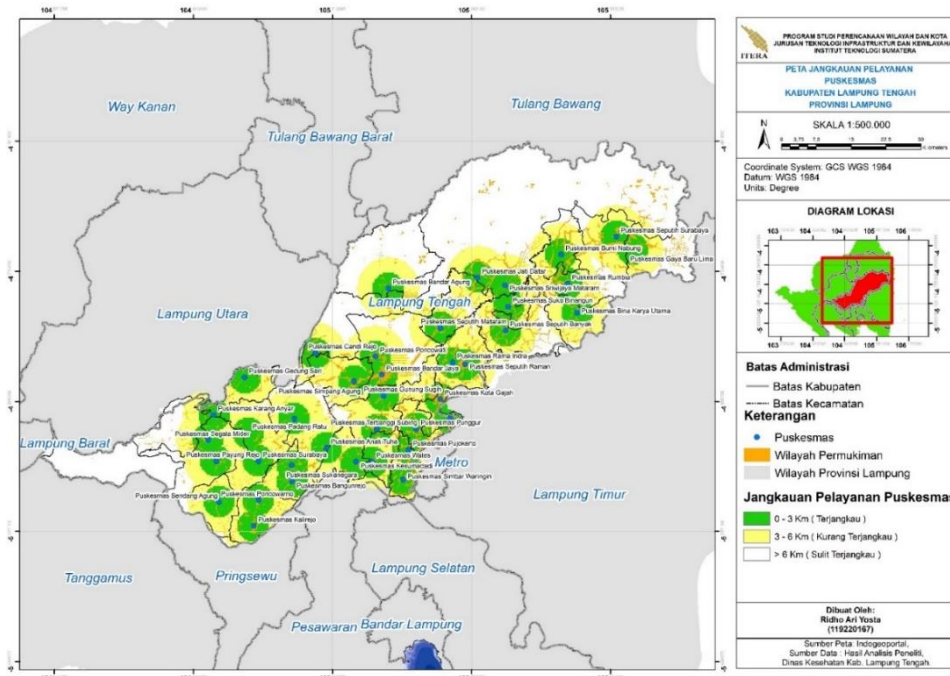 Way Kanan
Tulang Bawang Barat
Tulang Bawang
Lampung Utara
Lampung Tengah
Lampung Barat
Metro
Lampung Timur
Tanggamus
Pringsewu
Lampung Selatan
Pesawaran
Bandar Lampung
Puskesmas Seputih Surabaya
Puskesmas Bumi Nabung
Puskesmas Gaya Baru Lima
Puskesmas Jati Datar
Puskesmas Rumbia
Puskesmas Bandar Agung
Puskesmas Sriwijaya Mataram
Puskesmas Suko Binangun
Puskesmas Bina Karya Utama
Puskesmas Seputih Mataram
Puskesmas Seputih Banyak
Puskesmas Candi Rejo
Puskesmas Poncowati
Puskesmas Rama Indra
Puskesmas Bandar Jaya
Puskesmas Seputih Raman
Puskesmas Gedung Sari
Puskesmas Simpang Agung
Puskesmas Gunung Sugih
Puskesmas Kota Gajah
Puskesmas Karang Anyar
Puskesmas Padang Ratu
Puskesmas Terbanggi Subing
Puskesmas Punggur
Puskesmas Segala Mider
Puskesmas Anak Tuha
Puskesmas Pujokerto
Puskesmas Payung Rejo
Puskesmas Surabaya
Puskesmas Wates
Puskesmas Kesumadadi
Puskesmas Sukanegara
Puskesmas Bangunrejo
Puskesmas Simbar Waringin
Puskesmas Sendang Agung
Puskesmas Poncowarno
Puskesmas Kalirejo
ITERA
PROGRAM STUDI PERENCANAAN WILAYAH DAN KOTA
JURUSAN TEKNOLOGI INFRASTRUKTUR DAN KEWILAYAHAN
INSTITUT TEKNOLOGI SUMATERA
PETA JANGKAUAN PELAYANAN
PUSKESMAS
KABUPATEN LAMPUNG TENGAH
PROVINSI LAMPUNG
N
SKALA 1:500.000
Coordinate System: GCS WGS 1984
Datum: WGS 1984
Units: Degree
DIAGRAM LOKASI
103 104 105 106
103 104 105 106
Batas Administrasi
Batas Kabupaten
Batas Kecamatan
Keterangan
Puskesmas
Wilayah Permukiman
Wilayah Provinsi Lampung
Jangkauan Pelayanan Puskesmas
0 - 3 Km ( Terjangkau )
3 - 6 Km ( Kurang Terjangkau )
> 6 Km ( Sulit Terjangkau )
Dibuat Oleh:
Ridho Ari Yosta
(119220167)
Sumber Peta: Indogeoportal,
Sumber Data : Hasil Analisis Peneliti,
Dinas Kesehatan Kab. Lampung Tengah